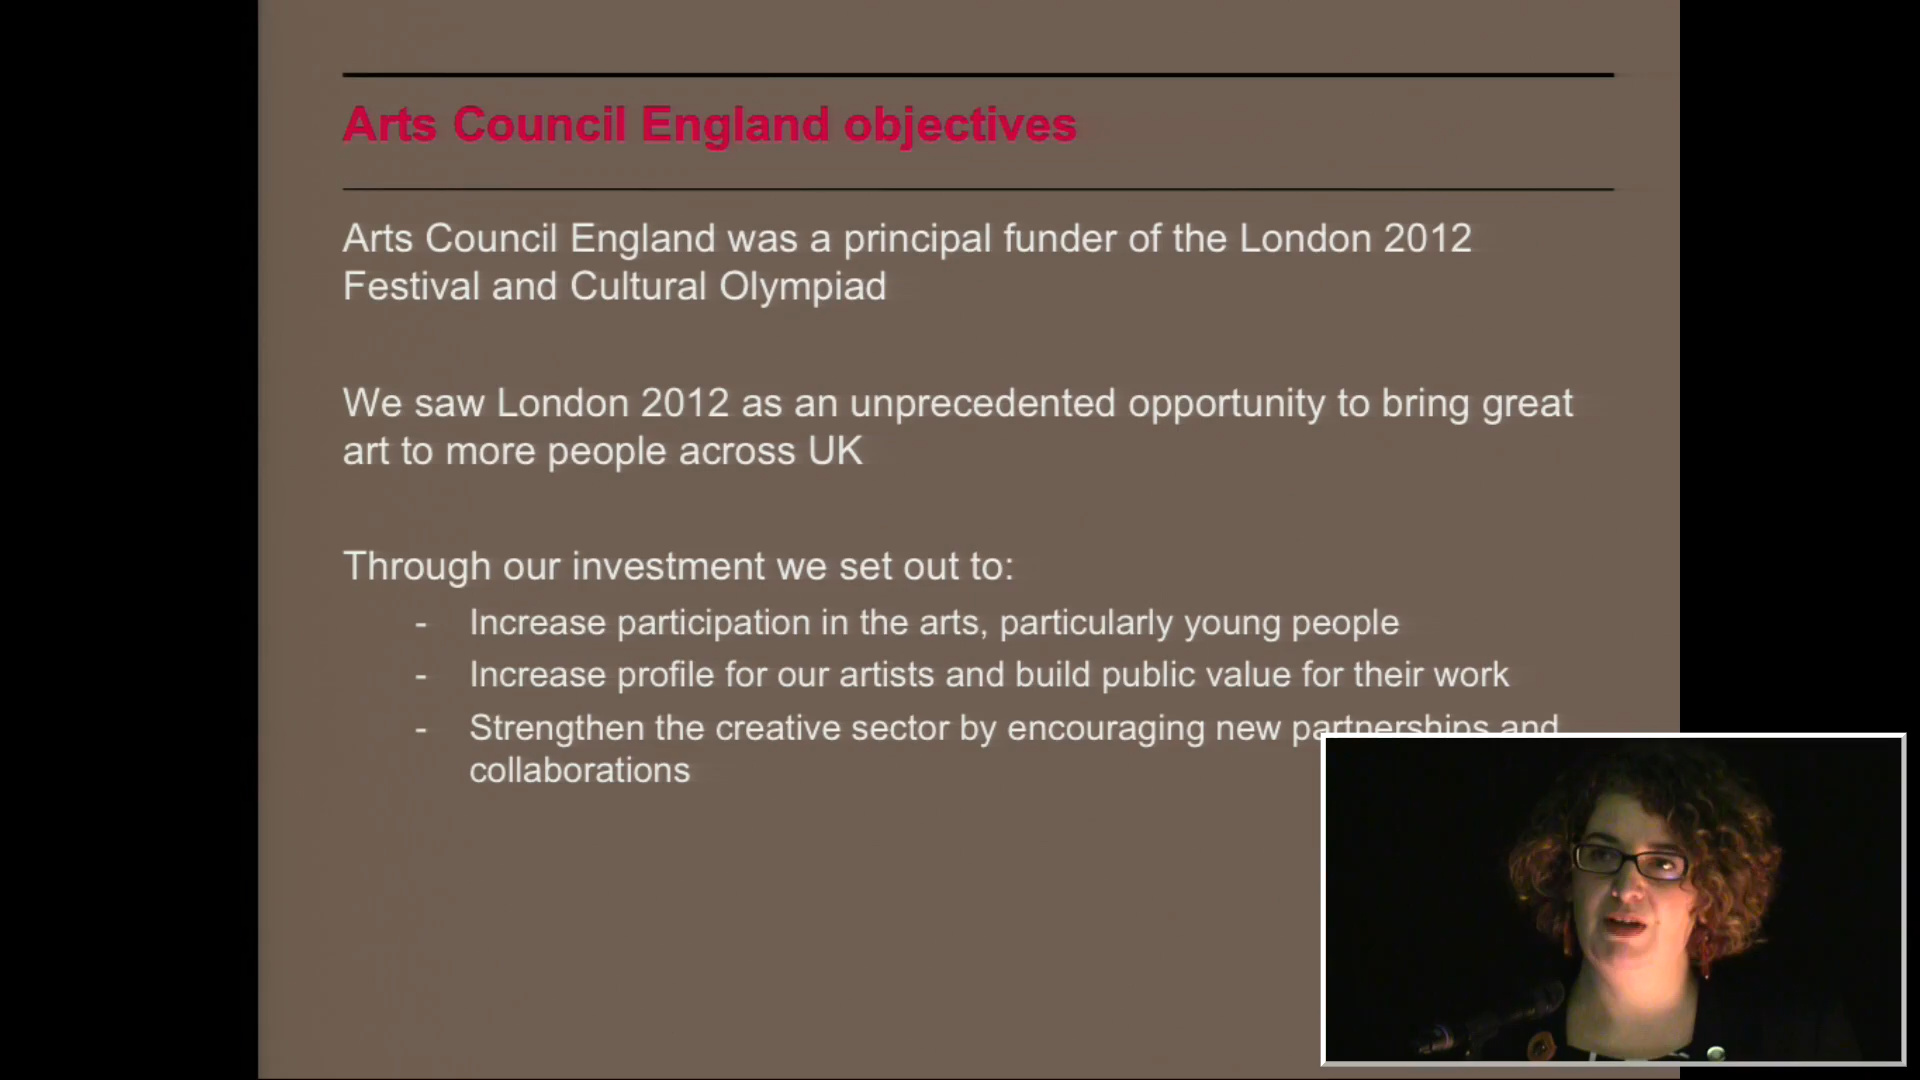 Arts Council England objectives
Arts Council England was a principal funder of the London 2012
Festival and Cultural Olympiad
We saw London 2012 as an unprecedented opportunity to bring great
art to more people across UK
Through our investment we set out to:
- Increase participation in the arts, particularly young people
- Increase profile for our artists and build public value for their work
- Strengthen the creative sector by encouraging new partnerships and
collaborations